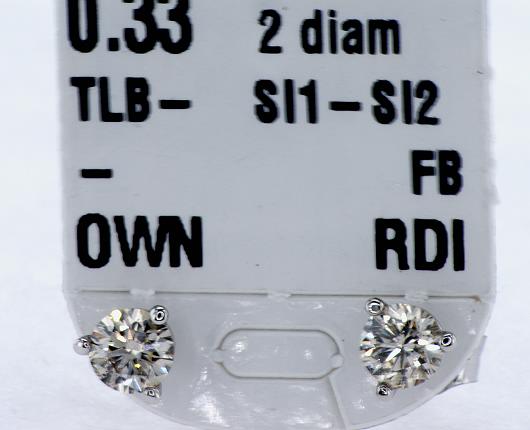 0.33 2 diam
TLB- SI1-SI2
- FB
OWN RDI